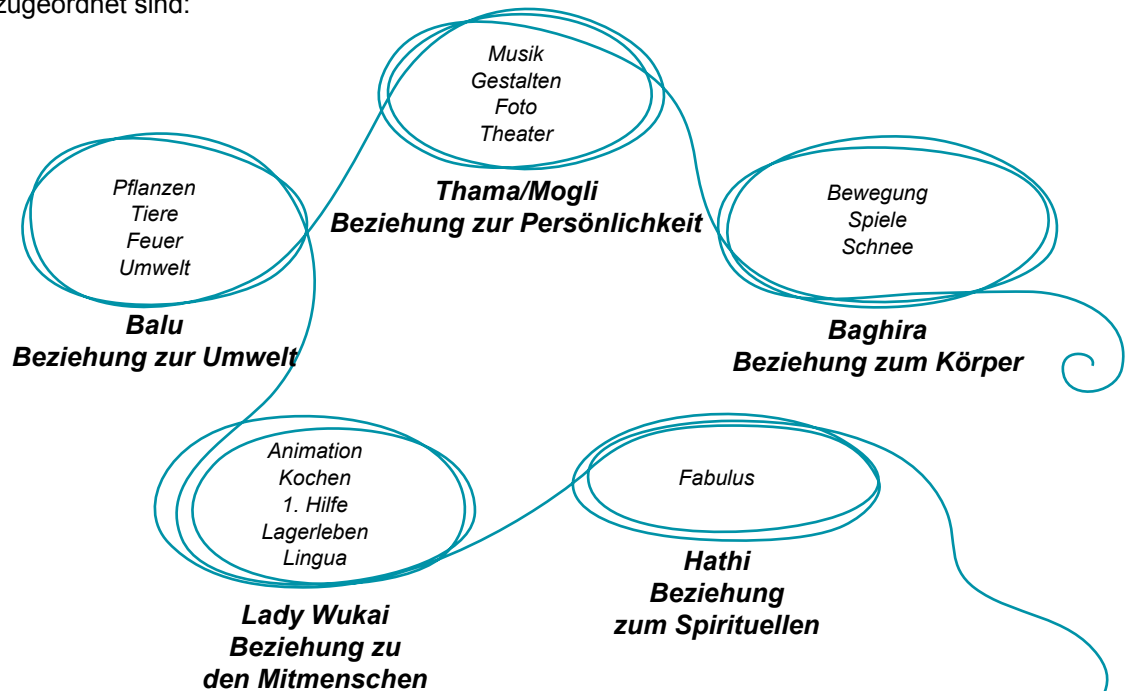 zugeordnet sind:
Musik
Gestalten
Foto
Theater
Thama/Mogli
Beziehung zur Persönlichkeit
Pflanzen
Tiere
Feuer
Umwelt
Balu
Beziehung zur Umwelt
Bewegung
Spiele
Schnee
Baghira
Beziehung zum Körper
Animation
Kochen
1. Hilfe
Lagerleben
Lingua
Lady Wukai
Beziehung zu
den Mitmenschen
Fabulus
Hathi
Beziehung
zum Spirituellen